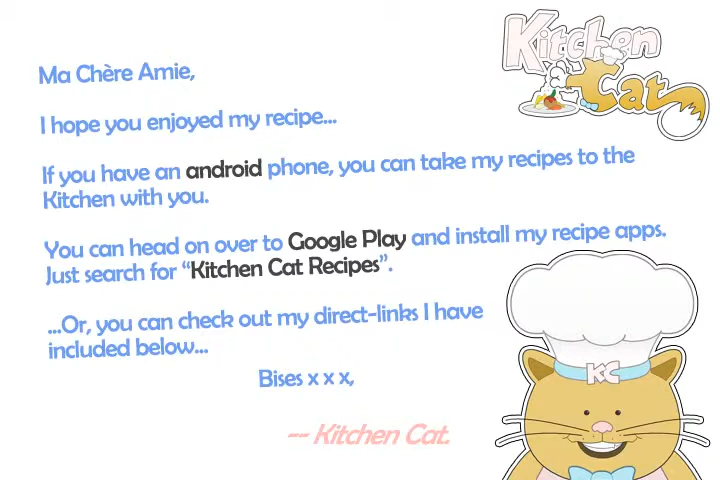 Kitchen
Cat
Ma Chère Amie,
I hope you enjoyed my recipe...
If you have an android phone, you can take my recipes to the
Kitchen with you.
You can head on over to Google Play and install my recipe apps.
Just search for “Kitchen Cat Recipes”.
...Or, you can check out my direct-links I have
included below...
Bises x x x,
-- Kitchen Cat.
KC